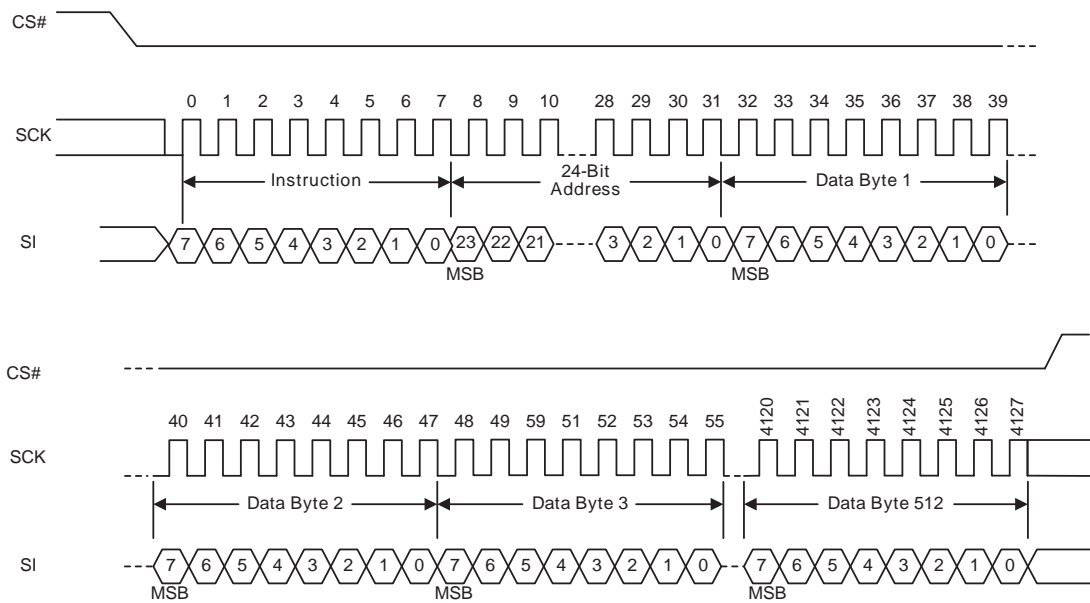 CS#
0 1 2 3 4 5 6 7 8 9 10 28 29 30 31 32 33 34 35 36 37 38 39
SCK
Instruction 24-Bit Address Data Byte 1
SI 7 6 5 4 3 2 1 0 23 22 21 3 2 1 0 7 6 5 4 3 2 1 0
MSB MSB
CS#
40 41 42 43 44 45 46 47 48 49 59 51 52 53 54 55 4120 4121 4122 4123 4124 4125 4126 4127
SCK
Data Byte 2 Data Byte 3 Data Byte 512
SI 7 6 5 4 3 2 1 0 7 6 5 4 3 2 1 0 7 6 5 4 3 2 1 0
MSB MSB MSB